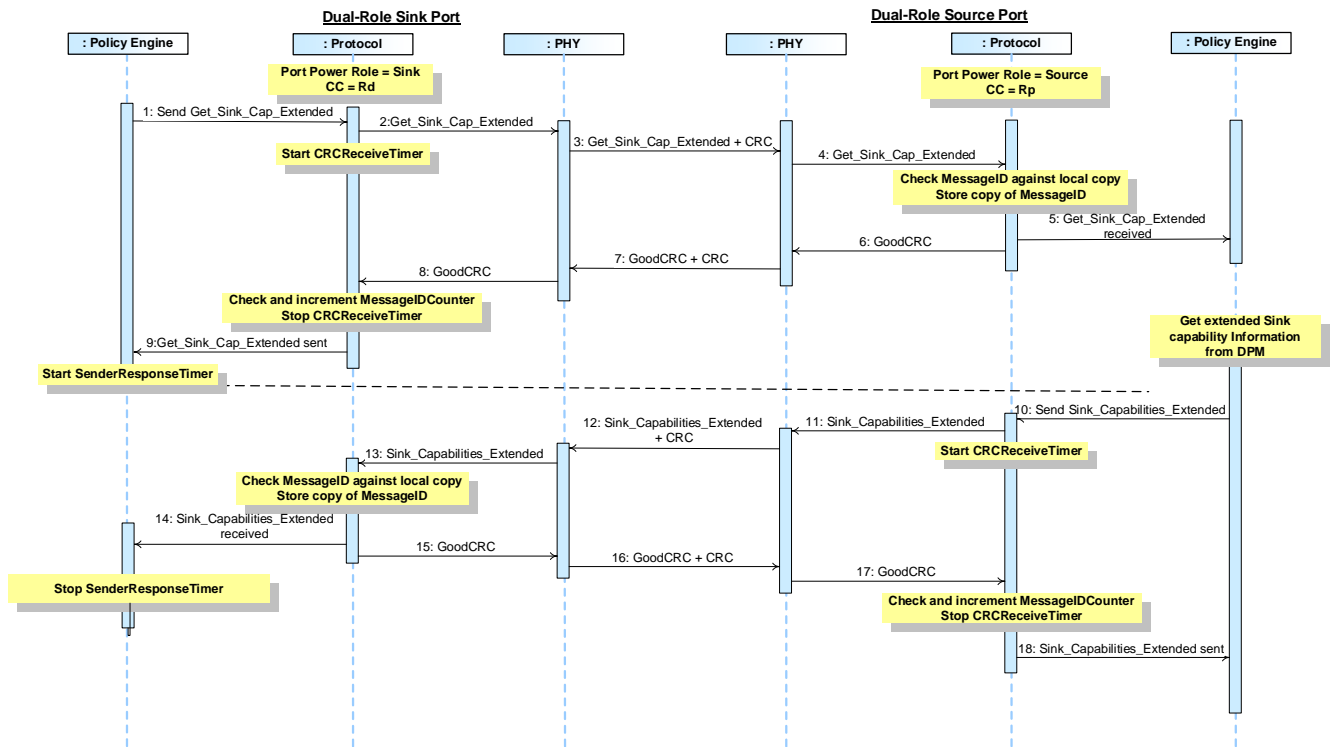 Dual-Role Sink Port
Dual-Role Source Port
: Policy Engine
: Protocol
: PHY
: PHY
: Protocol
: Policy Engine
Port Power Role = Sink
CC = Rd
Port Power Role = Source
CC = Rp
1: Send Get_Sink_Cap_Extended
2:Get_Sink_Cap_Extended
Start CRCReceiveTimer
3: Get_Sink_Cap_Extended + CRC
4: Get_Sink_Cap_Extended
Check MessageID against local copy
Store copy of MessageID
5: Get_Sink_Cap_Extended
received
6: GoodCRC
7: GoodCRC + CRC
8: GoodCRC
Check and increment MessageIDCounter
Stop CRCReceiveTimer
9:Get_Sink_Cap_Extended sent
Start SenderResponseTimer
Get extended Sink
capability Information
from DPM
10: Send Sink_Capabilities_Extended
11: Sink_Capabilities_Extended
Start CRCReceiveTimer
12: Sink_Capabilities_Extended
+ CRC
13: Sink_Capabilities_Extended
Check MessageID against local copy
Store copy of MessageID
14: Sink_Capabilities_Extended
received
15: GoodCRC
16: GoodCRC + CRC
17: GoodCRC
Stop SenderResponseTimer
Check and increment MessageIDCounter
Stop CRCReceiveTimer
18: Sink_Capabilities_Extended sent